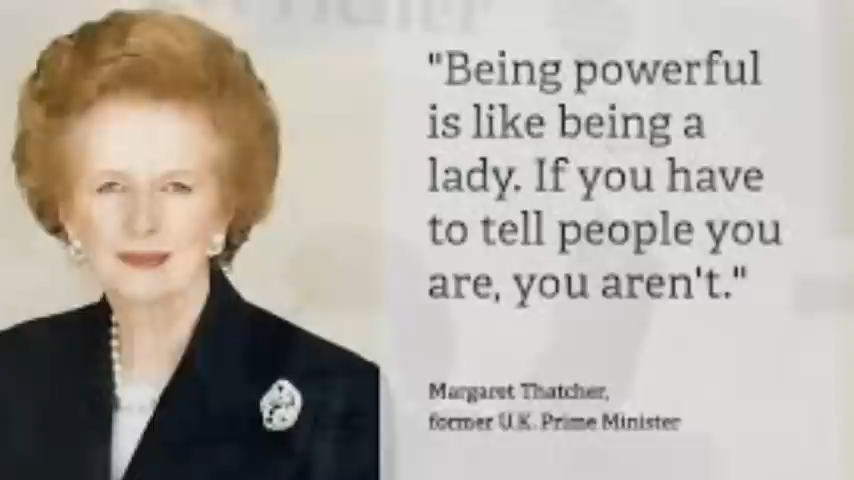 "Being powerful
is like being a
lady. If you have
to tell people you
are, you aren't."
Margaret Thatcher,
former U.K. Prime Minister